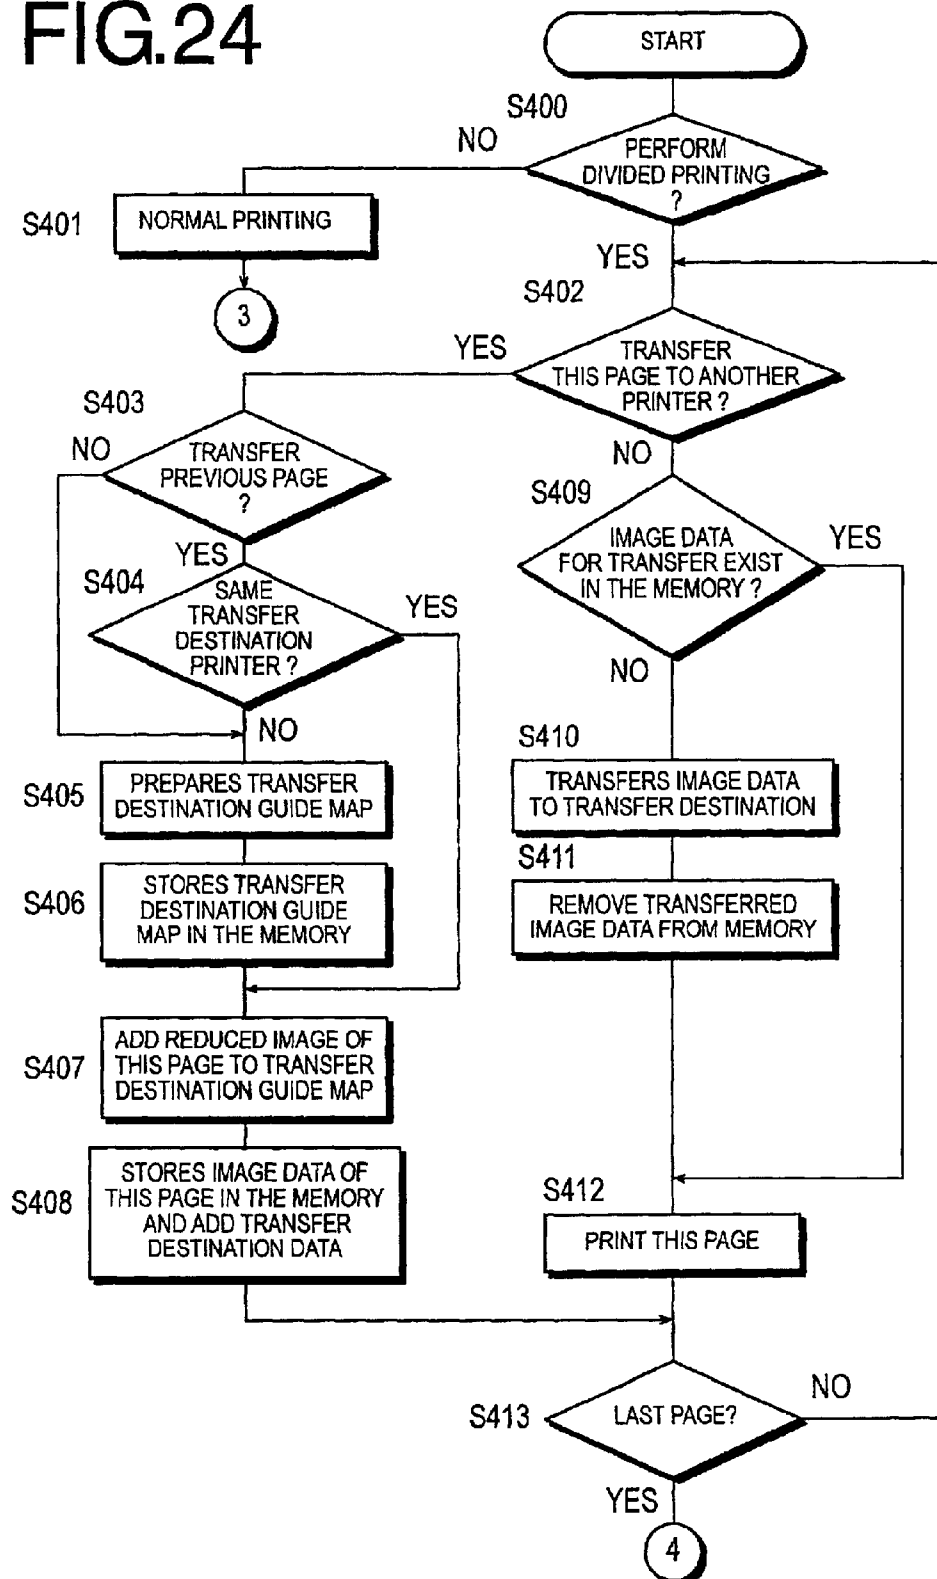 FIG.24
START
S400
NO
PERFORM
DIVIDED PRINTING
?
S401
NORMAL PRINTING
YES
3
S402
YES
TRANSFER
THIS PAGE TO ANOTHER
PRINTER ?
S403
NO
TRANSFER
PREVIOUS PAGE
?
NO
S409
YES
IMAGE DATA
FOR TRANSFER EXIST
IN THE MEMORY ?
YES
S404
SAME
TRANSFER
DESTINATION
PRINTER ?
YES
NO
NO
S410
S405
PREPARES TRANSFER
DESTINATION GUIDE MAP
TRANSFERS IMAGE DATA
TO TRANSFER DESTINATION
S411
S406
STORES TRANSFER
DESTINATION GUIDE
MAP IN THE MEMORY
REMOVE TRANSFERRED
IMAGE DATA FROM MEMORY
S407
ADD REDUCED IMAGE OF
THIS PAGE TO TRANSFER
DESTINATION GUIDE MAP
S408
STORES IMAGE DATA OF
THIS PAGE IN THE MEMORY
AND ADD TRANSFER
DESTINATION DATA
S412
PRINT THIS PAGE
S413
LAST PAGE?
NO
YES
4